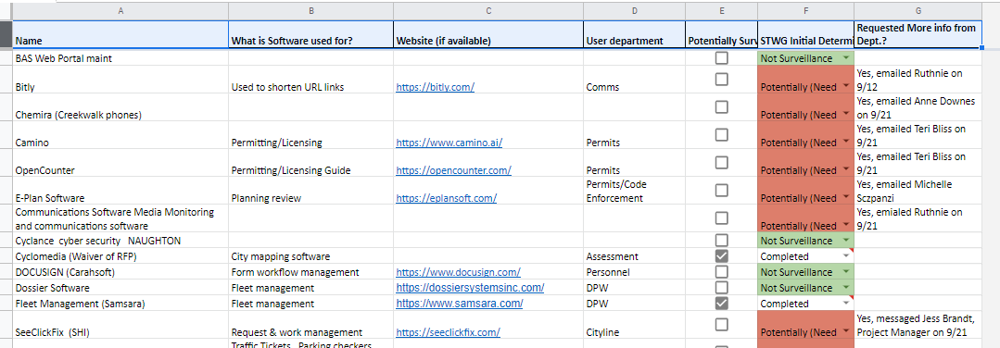 A B C D E F G
Name What is Software used for? Website (if available) User department Potentially Surv STWG Initial Determi Requested More info from
Dept.?
BAS Web Portal maint Not Surveillance
Bitly Used to shorten URL links https://bitly.com/ Comms Potentially (Need Yes, emailed Ruthnie on
9/12
Chemira (Creekwalk phones) Potentially (Need Yes, emailed Anne Downes
on 9/21
Camino Permitting/Licensing https://www.camino.ai/ Permits Potentially (Need Yes, emailed Teri Bliss on
9/21
OpenCounter Permitting/Licensing Guide https://opencounter.com/ Permits Potentially (Need Yes, emailed Teri Bliss on
9/21
E-Plan Software Planning review https://eplansoft.com/ Permits/Code
Enforcement Potentially (Need Yes, emailed Michelle
Sczpanzi
Communications Software Media Monitoring
and communications software Potentially (Need Yes, emialed Ruthnie on
9/21
Cyclance cyber security NAUGHTON Not Surveillance
Cyclomedia (Waiver of RFP) City mapping software Assessment Completed
DOCUSIGN (Carahsoft) Form workflow management https://www.docusign.com/ Personnel Not Surveillance
Dossier Software Fleet management https://dossiersystemsinc.com/ DPW Not Surveillance
Fleet Management (Samsara) Fleet management https://www.samsara.com/ DPW Completed
SeeClickFix (SHI) Request & work management https://seeclickfix.com/ Cityline Potentially (Need Yes, messaged Jess Brandt,
Project Manager on 9/21
Traffic Tickets, Parking checkers